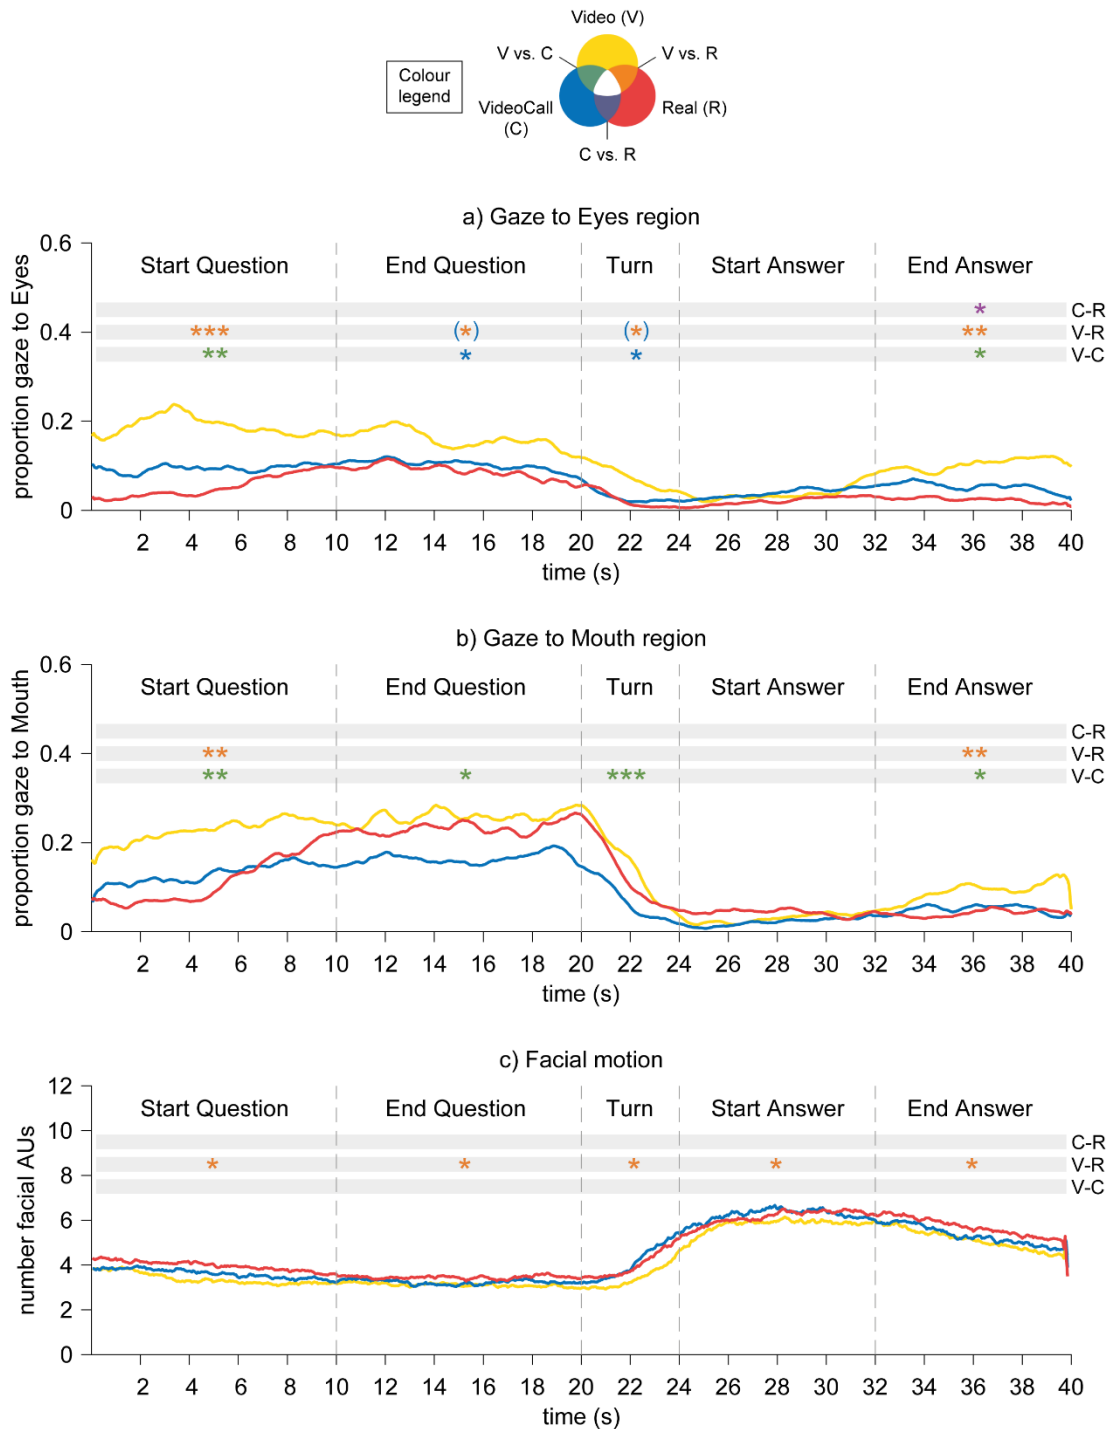 Video (V)
V vs. C
V vs. R
Colour
legend
VideoCall
(C)
Real (R)
C vs. R
a) Gaze to Eyes region
proportion gaze to Eyes
0.6
0.4
0.2
0
Start Question
End Question
Turn
Start Answer
End Answer
*
C-R
***
(*)
(*)
**
V-R
**
*
*
*
V-C
2 4 6 8 10 12 14 16 18 20 22 24 26 28 30 32 34 36 38 40
time (s)
b) Gaze to Mouth region
proportion gaze to Mouth
0.6
0.4
0.2
0
Start Question
End Question
Turn
Start Answer
End Answer
C-R
**
**
V-R
**
*
***
*
V-C
2 4 6 8 10 12 14 16 18 20 22 24 26 28 30 32 34 36 38 40
time (s)
c) Facial motion
number facial AUs
12
10
8
6
4
2
0
Start Question
End Question
Turn
Start Answer
End Answer
C-R
*
*
*
*
*
V-R
V-C
2 4 6 8 10 12 14 16 18 20 22 24 26 28 30 32 34 36 38 40
time (s)